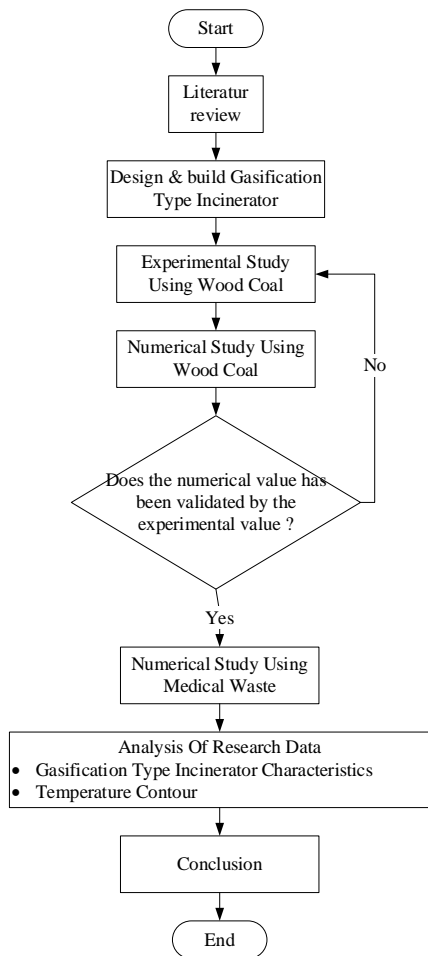 Start
Literatur
review
Design & build Gasification
Type Incinerator
Experimental Study
Using Wood Coal
Numerical Study Using
Wood Coal
No
Does the numerical value has
been validated by the
experimental value ?
Yes
Numerical Study Using
Medical Waste
Analysis Of Research Data
• Gasification Type Incinerator Characteristics
• Temperature Contour
Conclusion
End